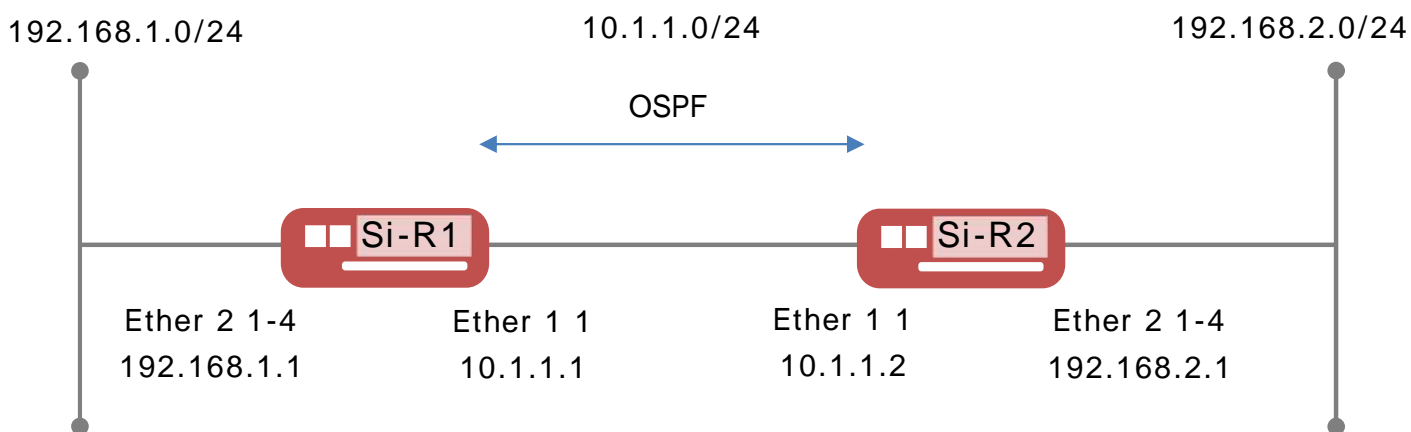 192.168.1.0/24
10.1.1.0/24
192.168.2.0/24
OSPF
Si-R1
Si-R2
Ether 2 1-4
192.168.1.1
Ether 1 1
10.1.1.1
Ether 1 1
10.1.1.2
Ether 2 1-4
192.168.2.1